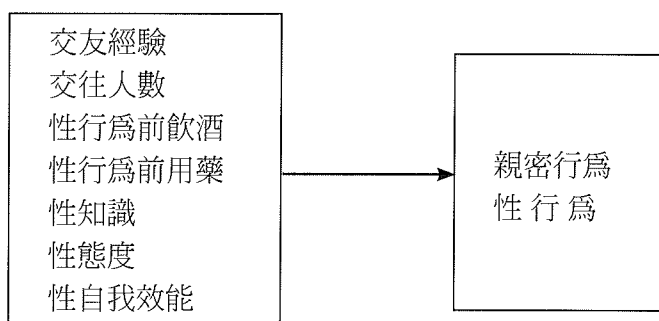 交友經驗
交往人數
性行爲前飲酒
性行爲前用藥
性知識
性態度
性自我效能
親密行爲
性行爲